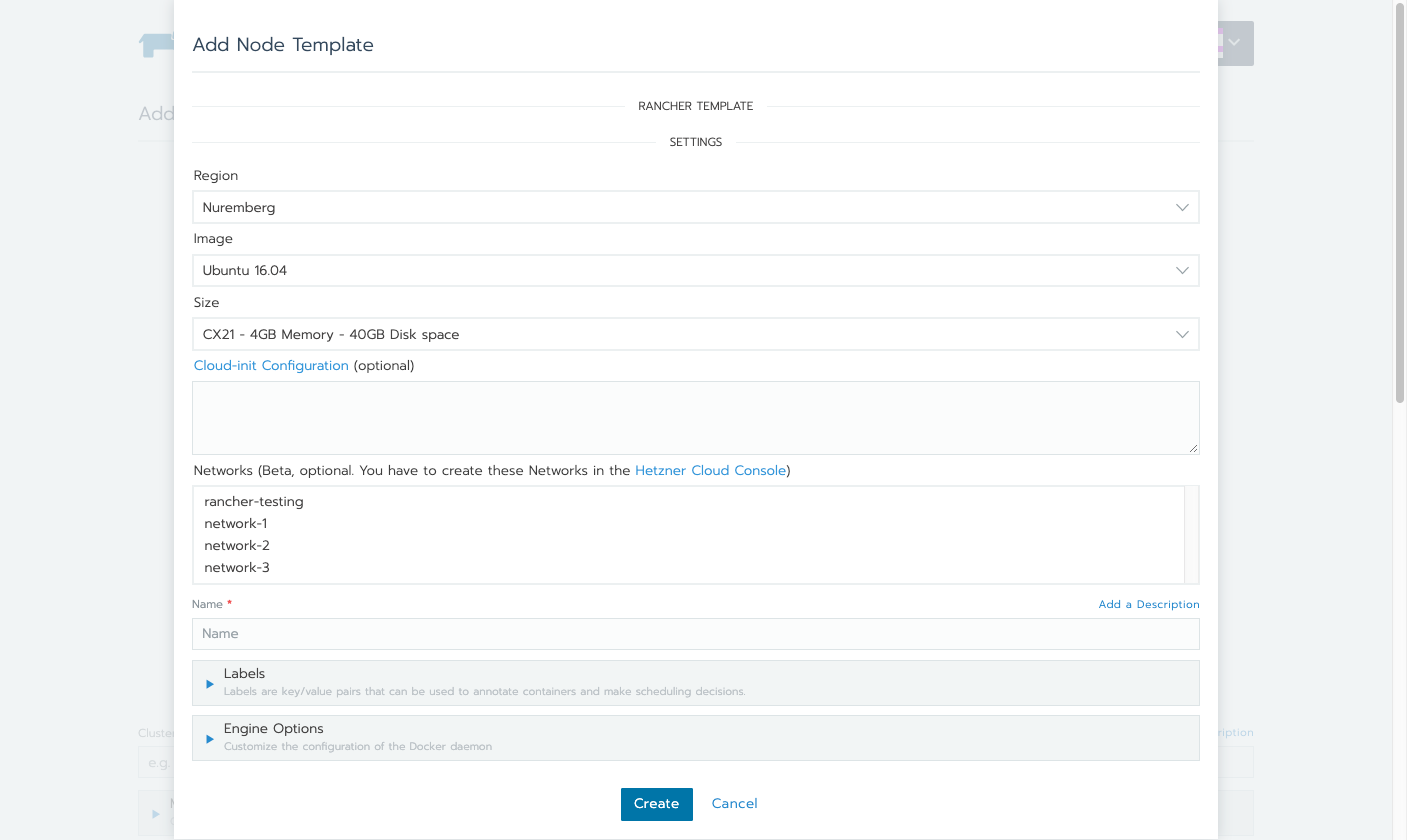 Add Node Template
Add
RANCHER TEMPLATE
SETTINGS
Region
Nuremberg
Image
Ubuntu 16.04
Size
CX21 - 4GB Memory - 40GB Disk space
Cloud-init Configuration (optional)
Networks (Beta, optional. You have to create these Networks in the Hetzner Cloud Console)
rancher-testing
network-1
network-2
network-3
Name * Add a Description
Name
Labels
Labels are key/value pairs that can be used to annotate containers and make scheduling decisions.
Engine Options
Customize the configuration of the Docker daemon
e.g.
Create Cancel